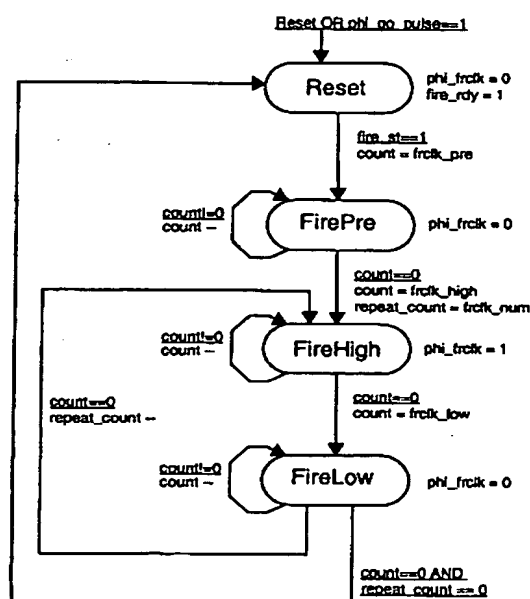 Reset OR phi_go_pulse==1
Reset
phi_frclk = 0
fire_rdy = 1
fire_st==1
count = frclk_pre
count!=0
count --
FirePre
phi_frclk = 0
count==0
count = frclk_high
repeat_count = frclk_num
count!=0
count --
FireHigh
phi_frclk = 1
count==0
repeat_count --
count==0
count = frclk_low
count!=0
count --
FireLow
phi_frclk = 0
count==0 AND
repeat_count == 0